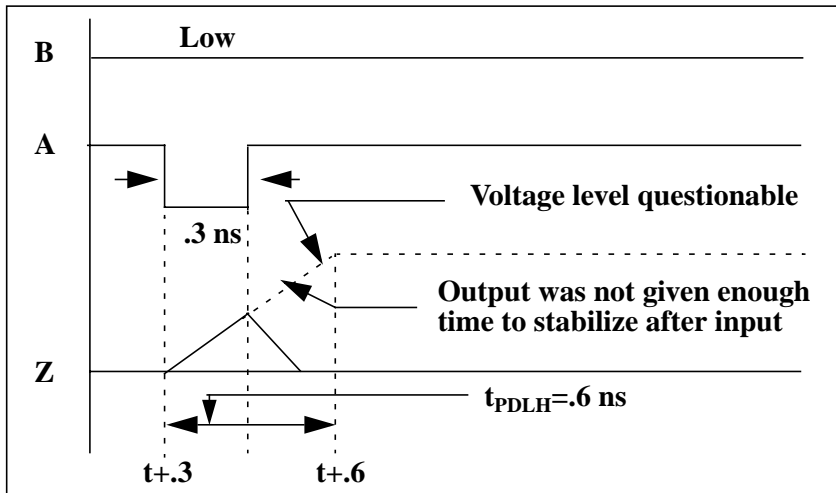 Low
B
A
Voltage level questionable
.3 ns
Output was not given enough
time to stabilize after input
Z
tPDLH=.6 ns
t+.3
t+.6